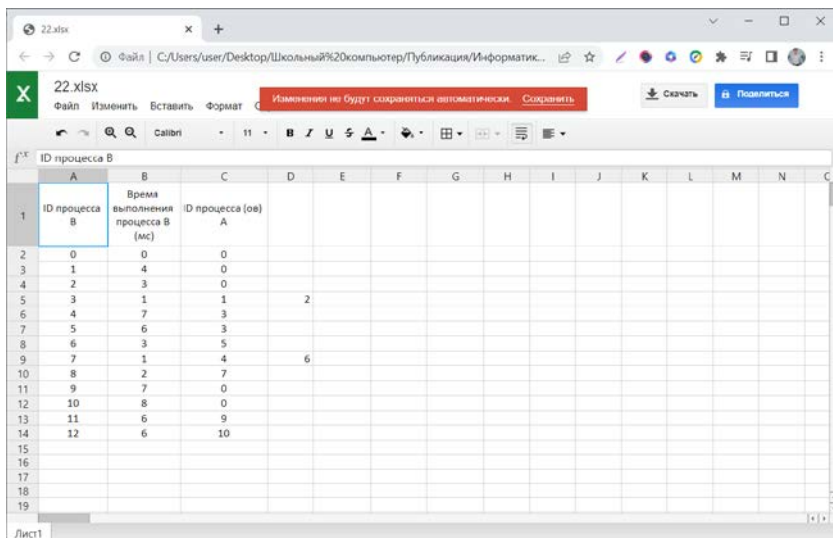 22.xlsx
Файл | C:/Users/user/Desktop/Школьный%20компьютер/Публикация/Информатик...
22.xlsx
Файл Изменить Вставить Формат
Изменения не будут сохраняться автоматически. Сохранить
Скачать
Поделиться
Calibri 11 B I U S A
fx ID процесса B
A B C D E F G H I J K L M N
1 ID процесса B Время выполнения процесса B (мс) ID процесса (ов) A
2 0 0 0
3 1 4 0
4 2 3 0
5 3 1 1 2
6 4 7 3
7 5 6 3
8 6 3 5
9 7 1 4 6
10 8 2 7
11 9 7 0
12 10 8 0
13 11 6 9
14 12 6 10
15
16
17
18
19
Лист1